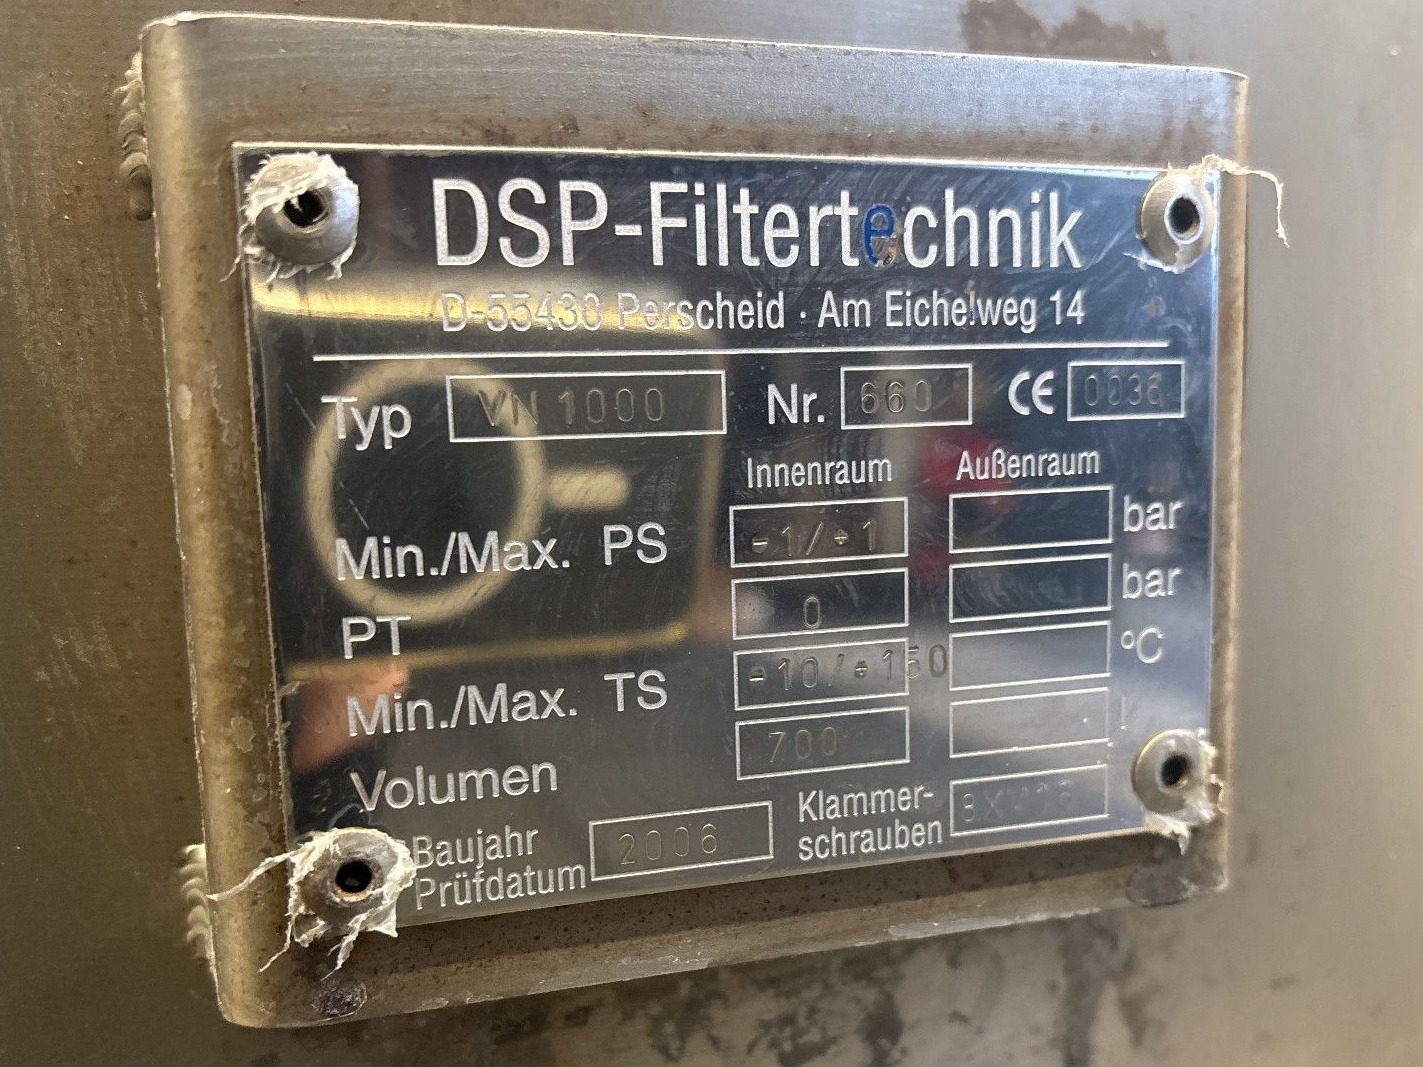 DSP-Filtertechnik
D-55430 Perscheid · Am Eichelweg 14
Typ VN 1000 Nr. 660 CE 0036
Innenraum Außenraum
Min./Max. PS -1/+1 bar
PT 0 bar
Min./Max. TS -10/+150 °C
Volumen 700 l
Baujahr Prüfdatum 2006 Klammer-
schrauben